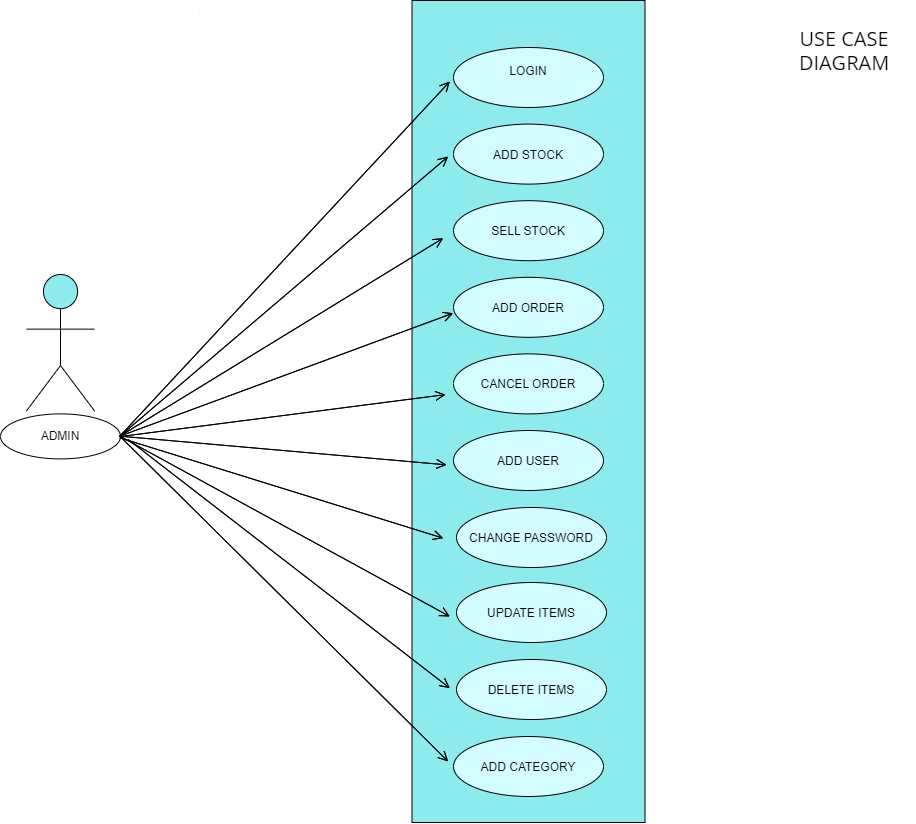 USE CASE
DIAGRAM
LOGIN
ADD STOCK
SELL STOCK
ADD ORDER
CANCEL ORDER
ADMIN
ADD USER
CHANGE PASSWORD
UPDATE ITEMS
DELETE ITEMS
ADD CATEGORY